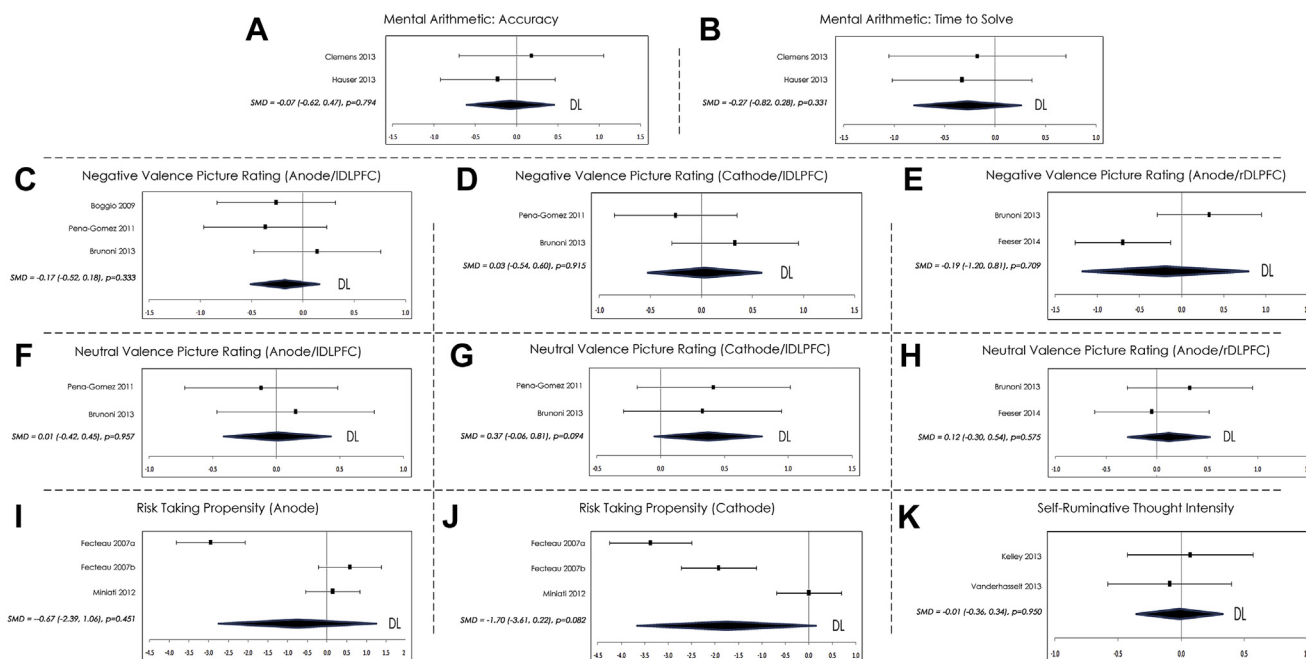 A
Mental Arithmetic: Accuracy
Clemens 2013
Hauser 2013
SMD = -0.07 (-0.62, 0.47), p=0.794
DL
-1.5 -1.0 -0.5 0.0 0.5 1.0 1.5
B
Mental Arithmetic: Time to Solve
Clemens 2013
Hauser 2013
SMD = -0.27 (-0.82, 0.28), p=0.331
DL
-1.5 -1.0 -0.5 0.0 0.5 1.0
C
Negative Valence Picture Rating (Anode/lDLPFC)
Boggio 2009
Pena-Gomez 2011
Brunoni 2013
SMD = -0.17 (-0.52, 0.18), p=0.333
DL
-1.5 -1.0 -0.5 0.0 0.5 1.0
D
Negative Valence Picture Rating (Cathode/lDLPFC)
Pena-Gomez 2011
Brunoni 2013
SMD = 0.03 (-0.54, 0.60), p=0.915
DL
-1.0 -0.5 0.0 0.5 1.0 1.5
E
Negative Valence Picture Rating (Anode/rDLPFC)
Brunoni 2013
Feeser 2014
SMD = -0.19 (-1.20, 0.81), p=0.709
DL
-1.5 -1.0 -0.5 0.0 0.5 1.0 1.5
F
Neutral Valence Picture Rating (Anode/lDLPFC)
Pena-Gomez 2011
Brunoni 2013
SMD = 0.01 (-0.42, 0.45), p=0.957
DL
-1.0 -0.5 0.0 0.5 1.0
G
Neutral Valence Picture Rating (Cathode/lDLPFC)
Pena-Gomez 2011
Brunoni 2013
SMD = 0.37 (-0.06, 0.81), p=0.094
DL
-0.5 0.0 0.5 1.0 1.5
H
Neutral Valence Picture Rating (Anode/rDLPFC)
Brunoni 2013
Feeser 2014
SMD = 0.12 (-0.30, 0.54), p=0.575
DL
-1.0 -0.5 0.0 0.5 1.0 1.5
I
Risk Taking Propensity (Anode)
Fecteau 2007a
Fecteau 2007b
Miniati 2012
SMD = --0.67 (-2.39, 1.06), p=0.451
DL
-4.5 -4 -3.5 -3 -2.5 -2 -1.5 -1 -0.5 0 0.5 1 1.5 2
J
Risk Taking Propensity (Cathode)
Fecteau 2007a
Fecteau 2007b
Miniati 2012
SMD = -1.70 (-3.61, 0.22), p=0.082
DL
-4.5 -4.0 -3.5 -3.0 -2.5 -2.0 -1.5 -1.0 -0.5 0.0 0.5 1.0
K
Self-Ruminative Thought Intensity
Kelley 2013
Vanderhasselt 2013
SMD = -0.01 (-0.36, 0.34), p=0.950
DL
-1.0 -0.5 0.0 0.5 1.0